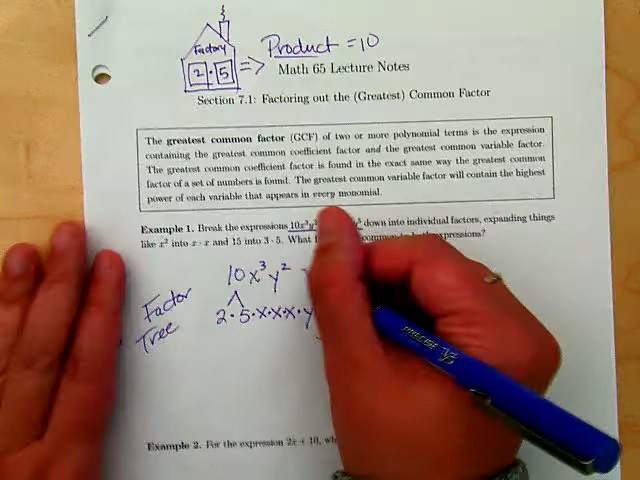 Factory
2 · 5 => Product = 10
Math 65 Lecture Notes
Section 7.1: Factoring out the (Greatest) Common Factor
The greatest common factor (GCF) of two or more polynomial terms is the expression
containing the greatest common coefficient factor and the greatest common variable factor.
The greatest common coefficient factor is found in the exact same way the greatest common
factor of a set of numbers is found. The greatest common variable factor will contain the highest
power of each variable that appears in every monomial.
Example 1. Break the expressions 10x³y² down into individual factors, expanding things
like x² into x · x and 15 into 3 · 5. What common to both expressions?
10x³y²
Factor
Tree
2 · 5 · x · x · x · y
Example 2. For the expression 2x + 10,
PRECISE V5